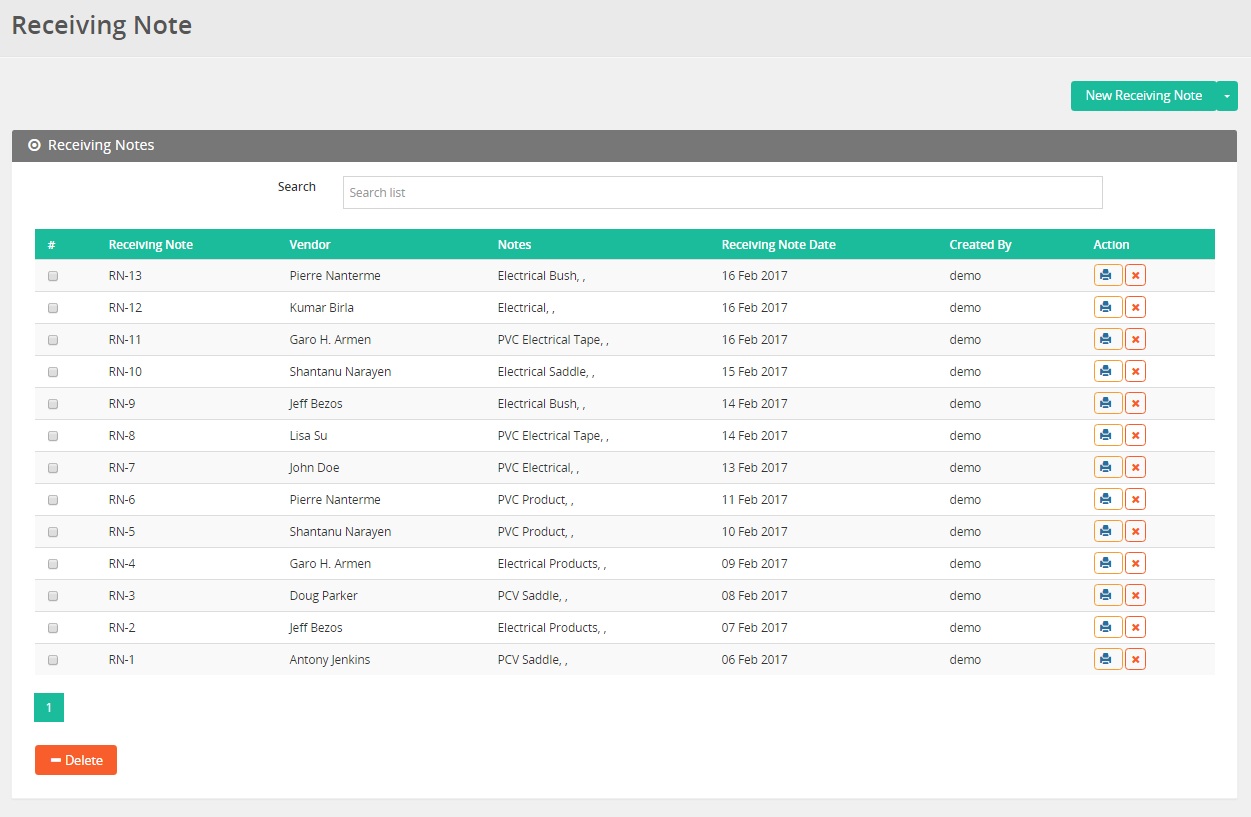 Receiving Note
New Receiving Note
Receiving Notes
Search Search list
# Receiving Note Vendor Notes Receiving Note Date Created By Action
RN-13 Pierre Nanterme Electrical Bush, , 16 Feb 2017 demo
RN-12 Kumar Birla Electrical, , 16 Feb 2017 demo
RN-11 Garo H. Armen PVC Electrical Tape, , 16 Feb 2017 demo
RN-10 Shantanu Narayen Electrical Saddle, , 15 Feb 2017 demo
RN-9 Jeff Bezos Electrical Bush, , 14 Feb 2017 demo
RN-8 Lisa Su PVC Electrical Tape, , 14 Feb 2017 demo
RN-7 John Doe PVC Electrical, , 13 Feb 2017 demo
RN-6 Pierre Nanterme PVC Product, , 11 Feb 2017 demo
RN-5 Shantanu Narayen PVC Product, , 10 Feb 2017 demo
RN-4 Garo H. Armen Electrical Products, , 09 Feb 2017 demo
RN-3 Doug Parker PCV Saddle, , 08 Feb 2017 demo
RN-2 Jeff Bezos Electrical Products, , 07 Feb 2017 demo
RN-1 Antony Jenkins PCV Saddle, , 06 Feb 2017 demo
1
Delete